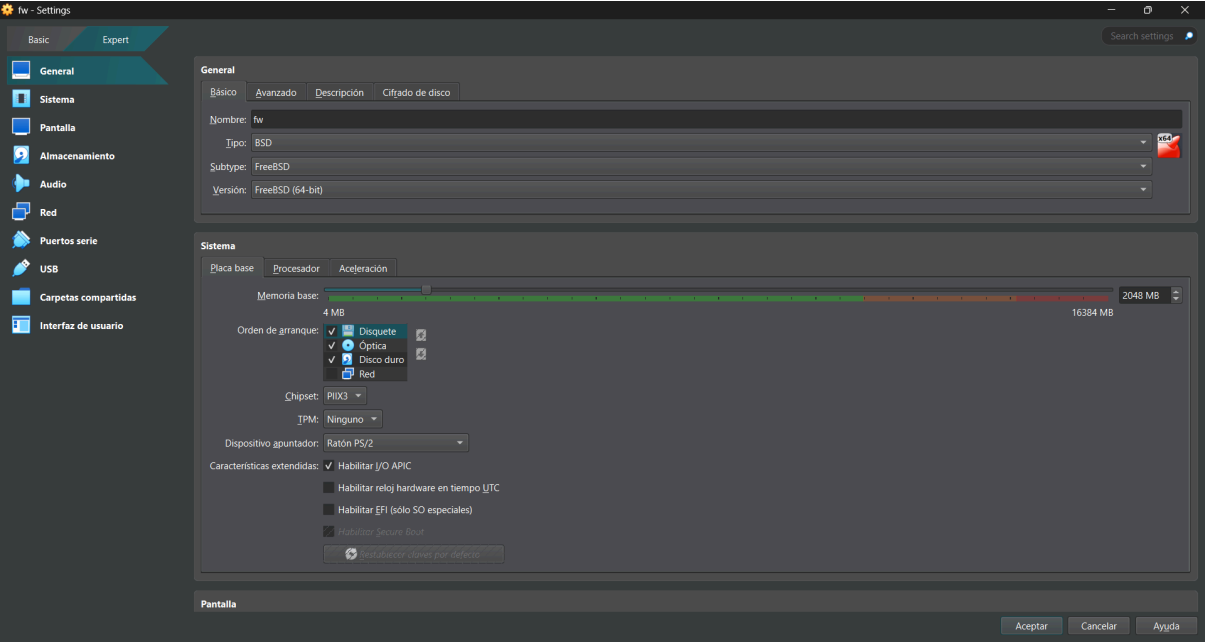 fw - Settings
Basic
Expert
Search settings
General
Sistema
Pantalla
Almacenamiento
Audio
Red
Puertos serie
USB
Carpetas compartidas
Interfaz de usuario
General
Básico Avanzado Descripción Cifrado de disco
Nombre: fw
Tipo: BSD
x64
Subtype: FreeBSD
Versión: FreeBSD (64-bit)
Sistema
Placa base Procesador Aceleración
Memoria base: 2048 MB
4 MB 16384 MB
Orden de arranque: Disquete
Óptica
Disco duro
Red
Chipset: PIIX3
TPM: Ninguno
Dispositivo apuntador: Ratón PS/2
Características extendidas: Habilitar I/O APIC
Habilitar reloj hardware en tiempo UTC
Habilitar EFI (sólo SO especiales)
Habilitar Secure Boot
Restablecer claves por defecto
Pantalla
Aceptar Cancelar Ayuda